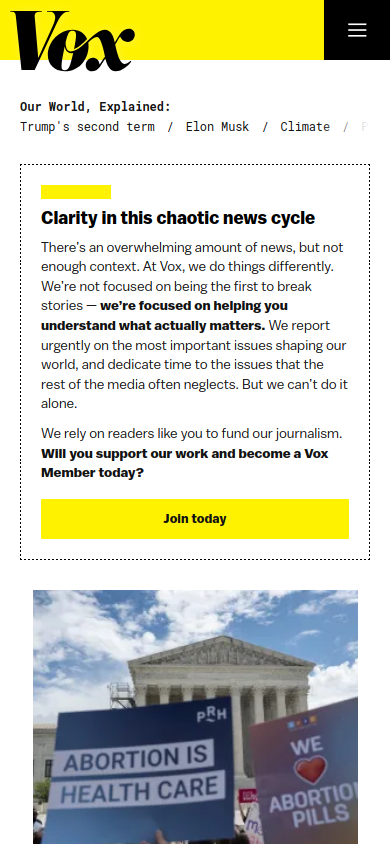 Vox
Our World, Explained:
Trump's second term / Elon Musk / Climate /
Clarity in this chaotic news cycle
There's an overwhelming amount of news, but not
enough context. At Vox, we do things differently.
We're not focused on being the first to break
stories — we're focused on helping you
understand what actually matters. We report
urgently on the most important issues shaping our
world, and dedicate time to the issues that the
rest of the media often neglects. But we can't do it
alone.
We rely on readers like you to fund our journalism.
Will you support our work and become a Vox
Member today?
Join today
PRH
ABORTION IS
HEALTH CARE
WE
ABORTION
PILLS